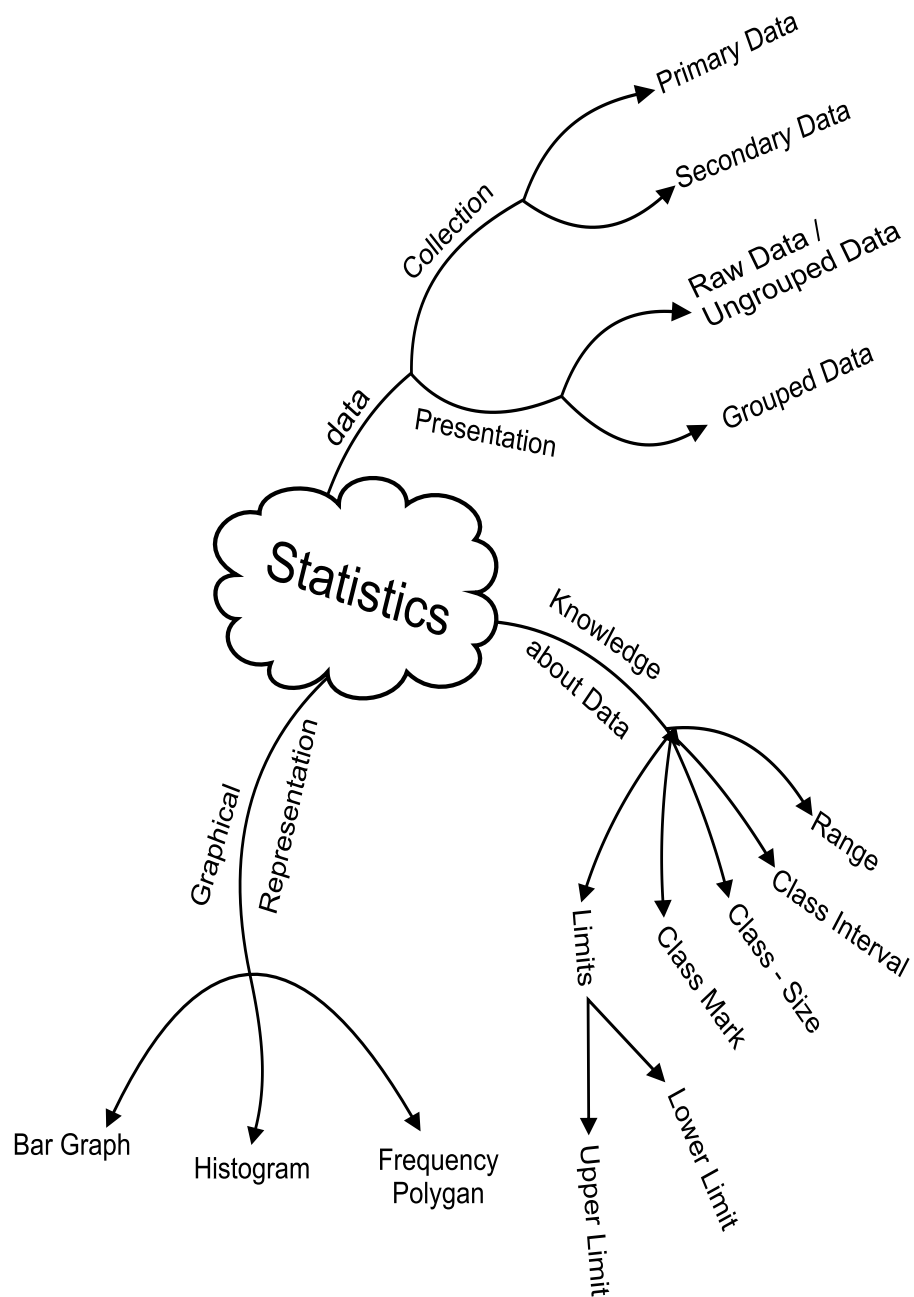 Primary Data
Secondary Data
Collection
Raw Data /
Ungrouped Data
Grouped Data
data
Presentation
Statistics
Knowledge
about Data
Range
Class Interval
Class - Size
Class Mark
Limits
Lower Limit
Upper Limit
Graphical
Representation
Bar Graph
Histogram
Frequency
Polygan